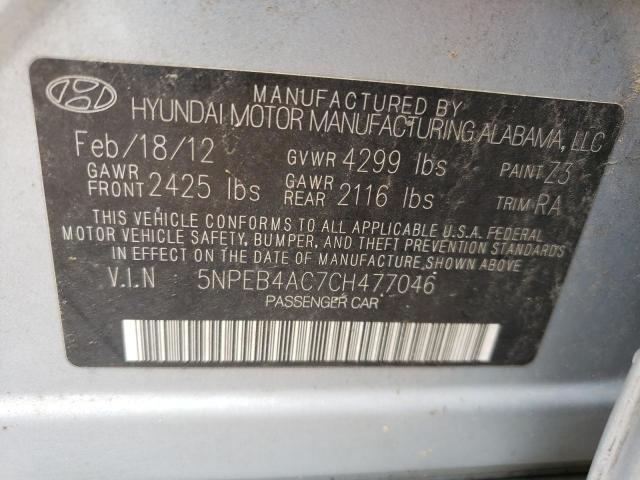 MANUFACTURED BY
HYUNDAI MOTOR MANUFACTURING ALABAMA, LLC
Feb/18/12 GVWR 4299 lbs PAINT Z3
GAWR FRONT 2425 lbs GAWR REAR 2116 lbs TRIM RA
THIS VEHICLE CONFORMS TO ALL APPLICABLE U.S.A. FEDERAL
MOTOR VEHICLE SAFETY, BUMPER, AND THEFT PREVENTION STANDARDS
IN EFFECT ON THE DATE OF MANUFACTURE SHOWN ABOVE.
V.I.N 5NPEB4AC7CH477046
PASSENGER CAR